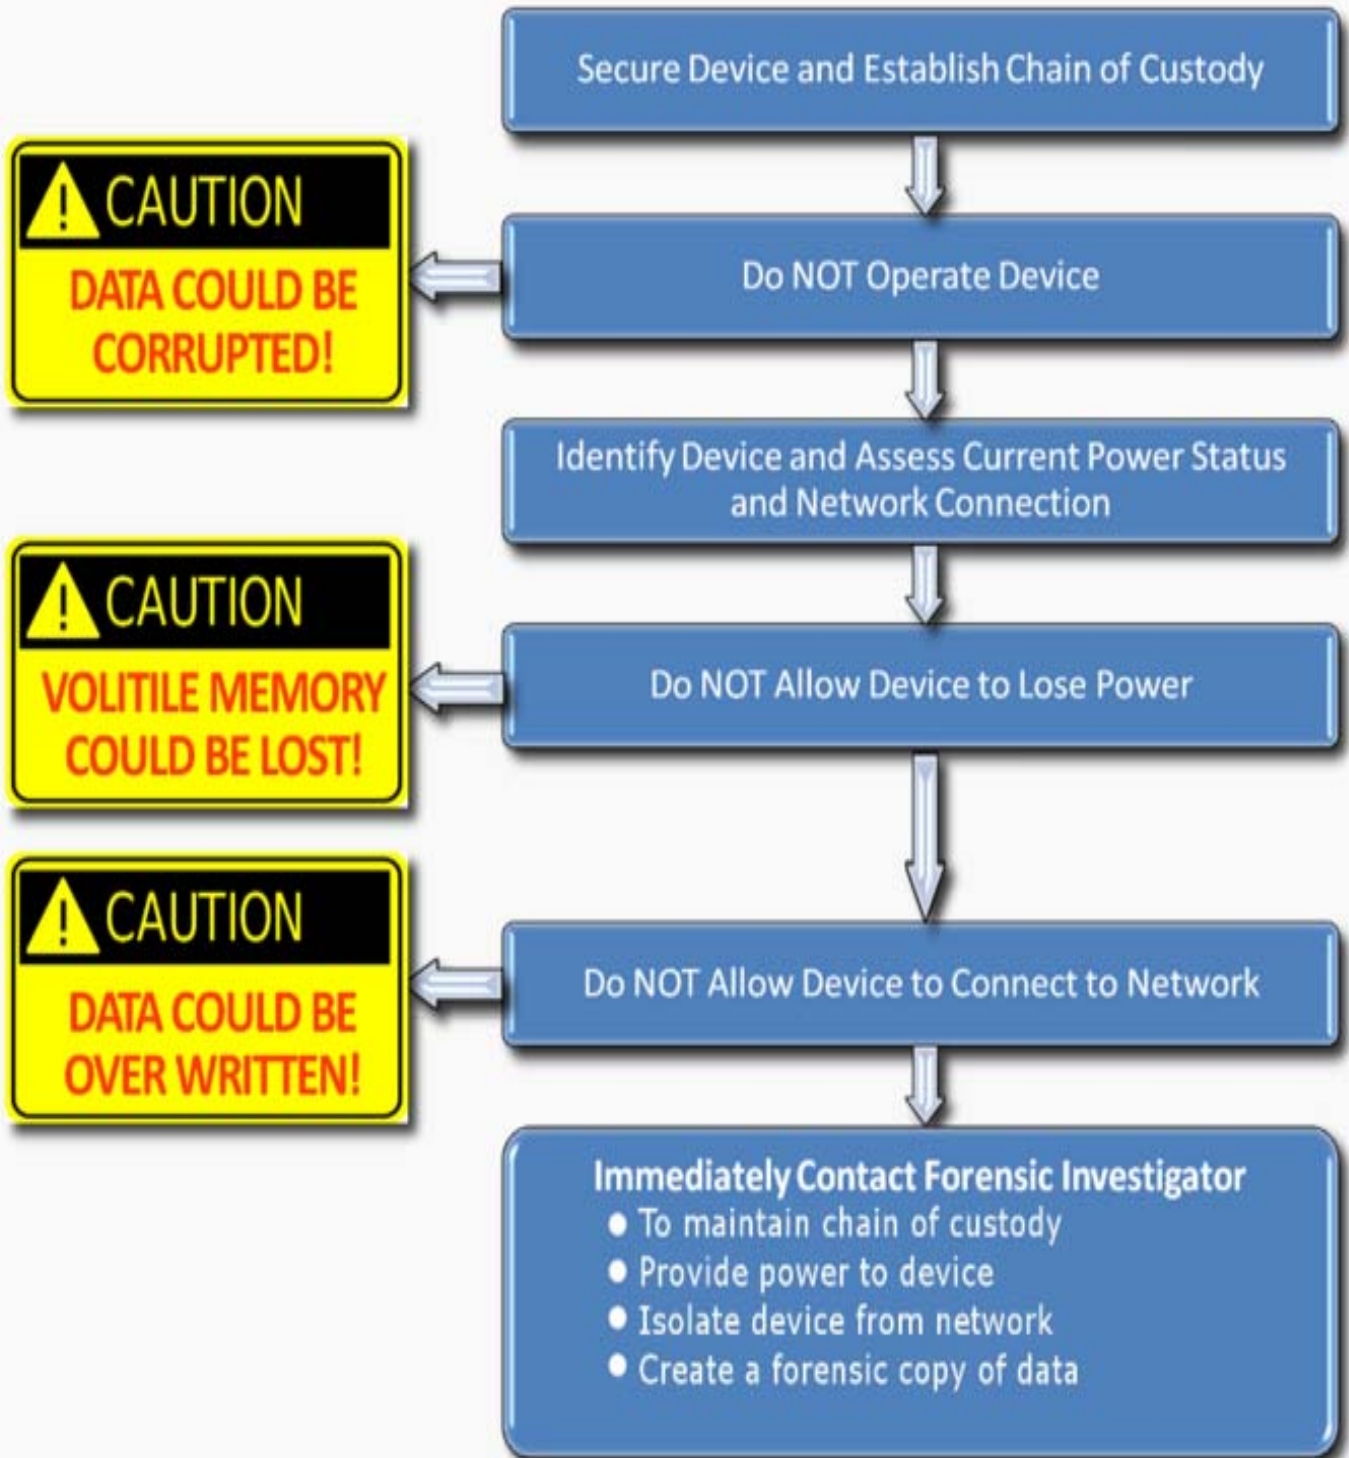 Secure Device and Establish Chain of Custody
CAUTION
DATA COULD BE
CORRUPTED!
Do NOT Operate Device
Identify Device and Assess Current Power Status
and Network Connection
CAUTION
VOLITILE MEMORY
COULD BE LOST!
Do NOT Allow Device to Lose Power
CAUTION
DATA COULD BE
OVER WRITTEN!
Do NOT Allow Device to Connect to Network
Immediately Contact Forensic Investigator
● To maintain chain of custody
● Provide power to device
● Isolate device from network
● Create a forensic copy of data